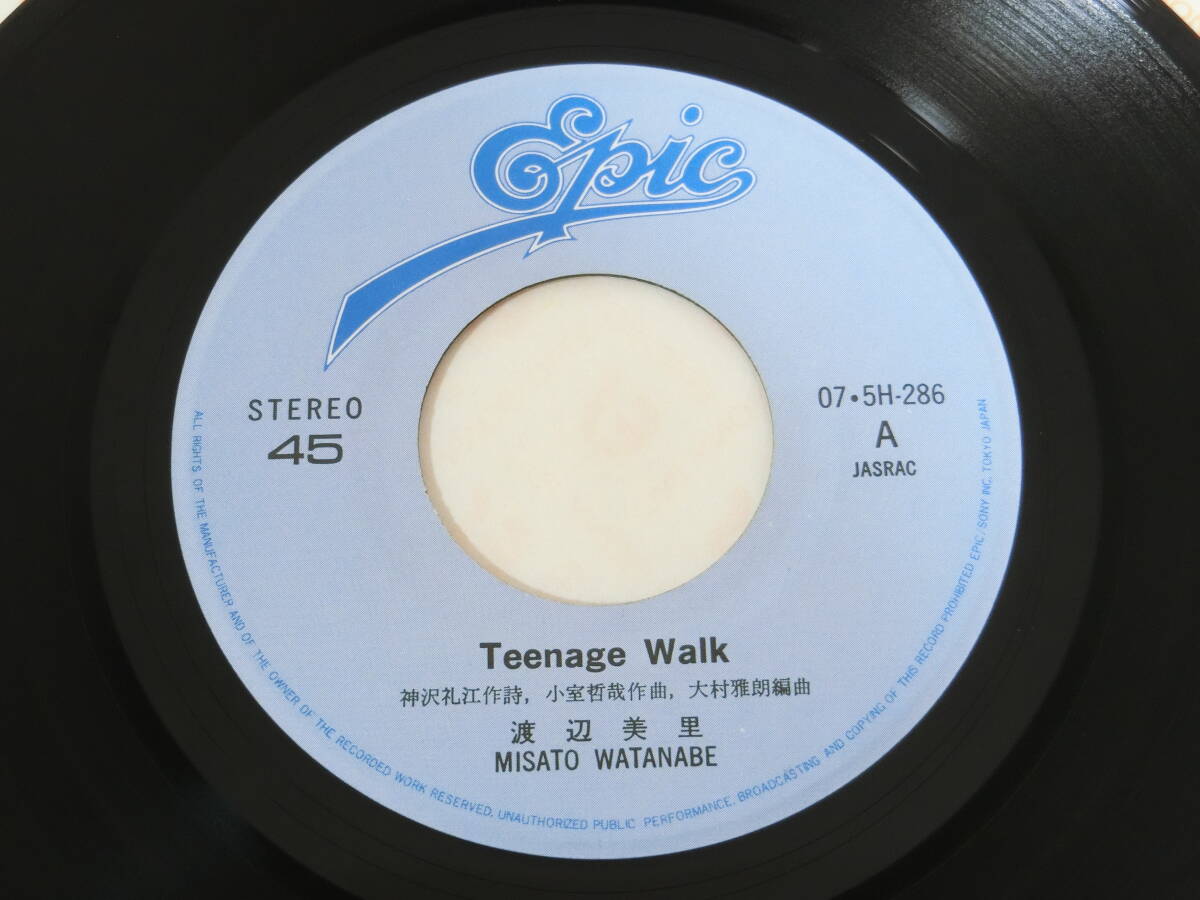 Epic
STEREO
45
07・5H-286
A
JASRAC
Teenage Walk
神沢礼江作詩, 小室哲哉作曲, 大村雅朗編曲
渡辺美里
MISATO WATANABE
ALL RIGHTS OF THE MANUFACTURER AND OF THE OWNER OF THE RECORDED WORK RESERVED. UNAUTHORIZED PUBLIC PERFORMANCE, BROADCASTING AND COPYING OF THIS RECORD PROHIBITED EPIC/SONY INC. TOKYO JAPAN